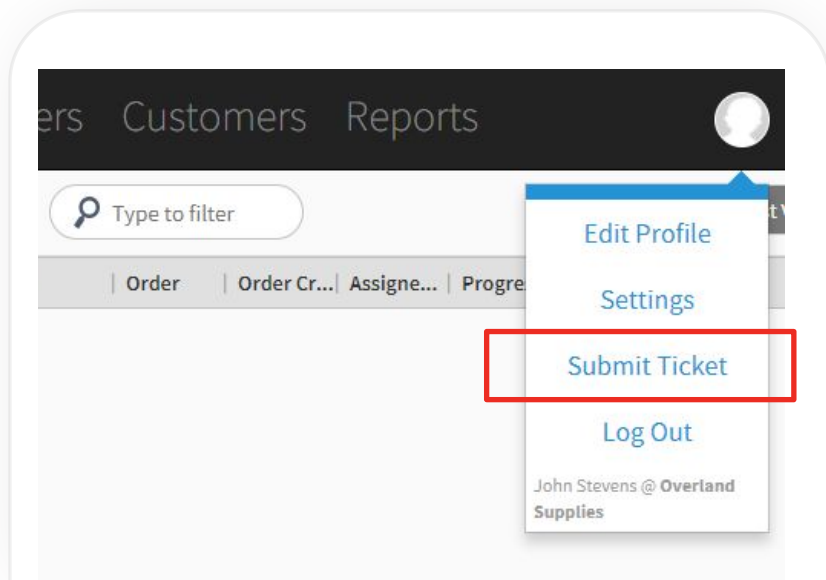 ers Customers Reports
Type to filter
Order Order Cr... Assigne... Progre
Edit Profile
Settings
Submit Ticket
Log Out
John Stevens @ Overland
Supplies